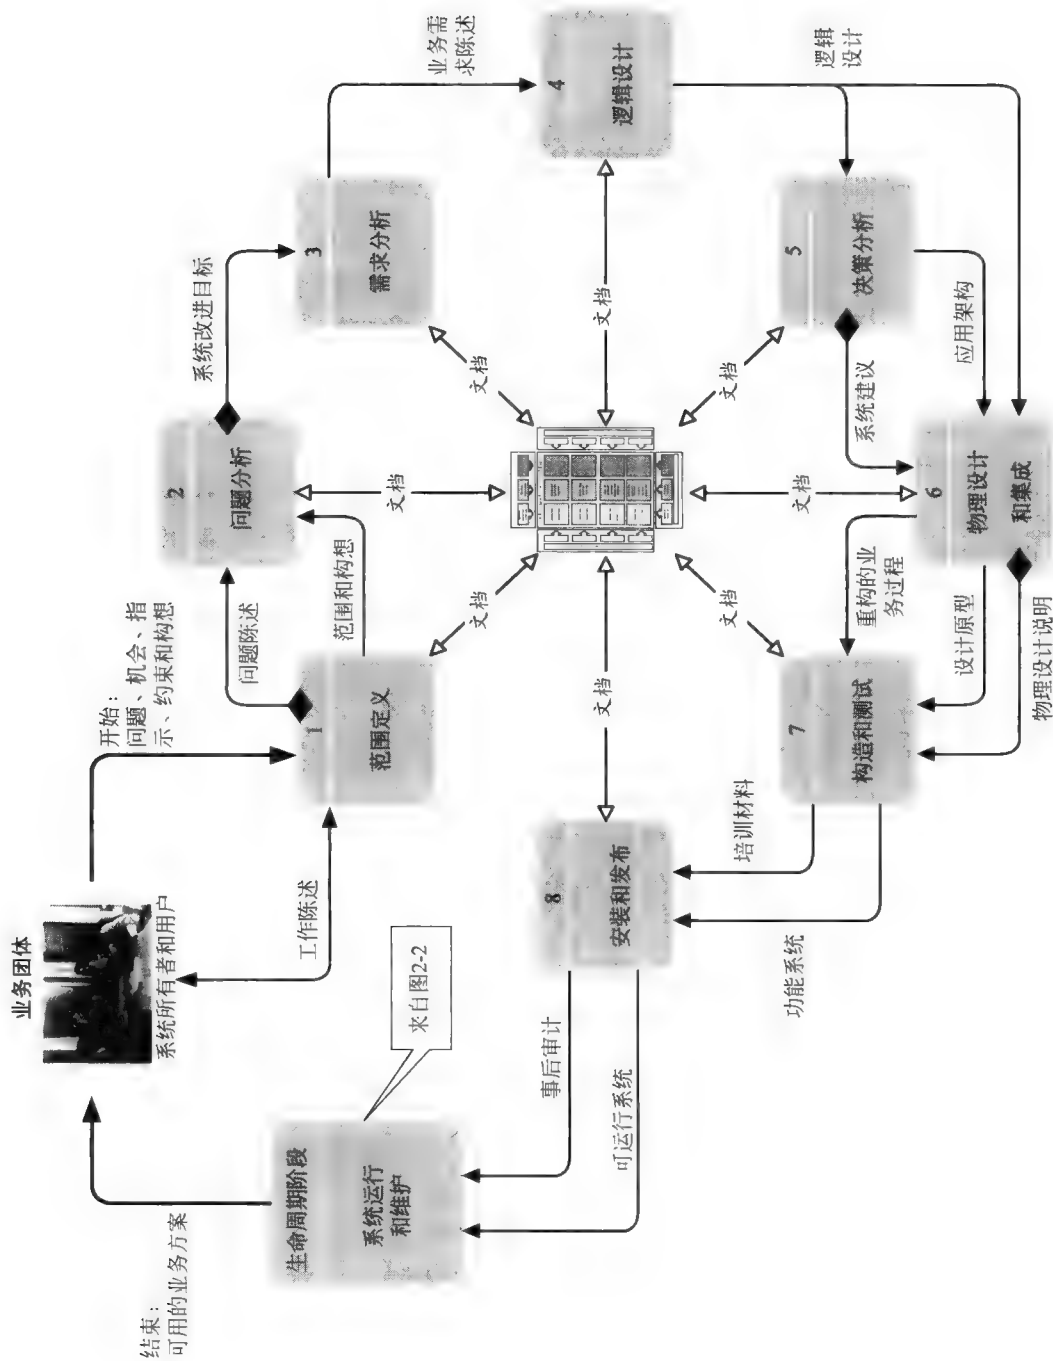 业务团体
系统所有者和用户
开始：
问题、机会、指
示、约束和构想
结束：
可用的业务方案
工作陈述
生命周期阶段
系统运行
和维护
来自图2-2
1
范围定义
问题陈述
范围和构想
2
问题分析
系统改进目标
3
需求分析
业务需
求陈述
4
逻辑设计
逻辑
设计
5
决策分析
系统建议
应用架构
6
物理设计
和集成
重构的业
务过程
设计原型
物理设计说明
7
构造和测试
培训材料
功能系统
8
安装和发布
事后审计
可运行系统
文档
文档
文档
文档
文档
文档
文档
文档